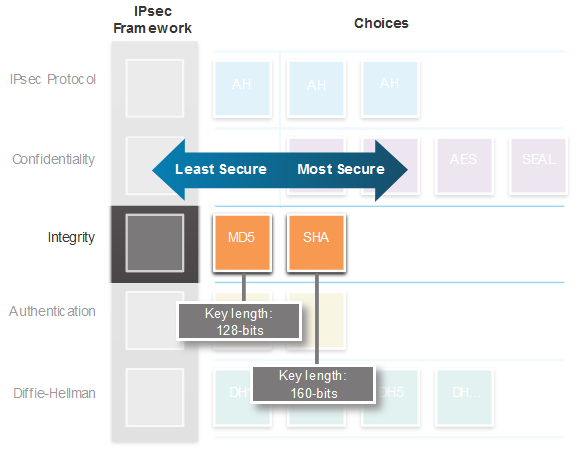 IPsec
Framework
Choices
IPsec Protocol
AH
AH
AH
Confidentiality
AES
SEAL
Least Secure
Most Secure
Integrity
MD5
SHA
Authentication
Key length:
128-bits
Key length:
160-bits
Diffie-Hellman
DH5
DH...